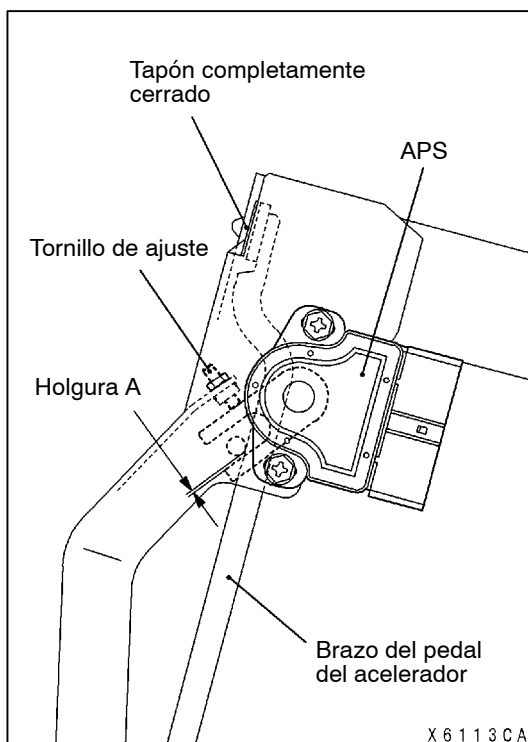 Tapón completamente
cerrado
APS
Tornillo de ajuste
Holgura A
Brazo del pedal
del acelerador
X6113CA